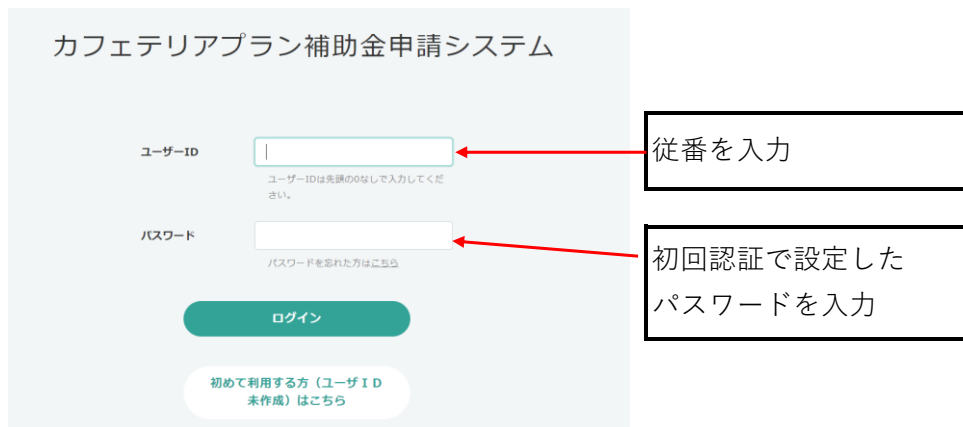 カフェテリアプラン補助金申請システム
ユーザーID
従番を入力
ユーザーIDは先頭の0なしで入力してくだ
さい。
パスワード
初回認証で設定した
パスワードを入力
パスワードを忘れた方はこちら
ログイン
初めて利用する方（ユーザＩＤ
未作成）はこちら